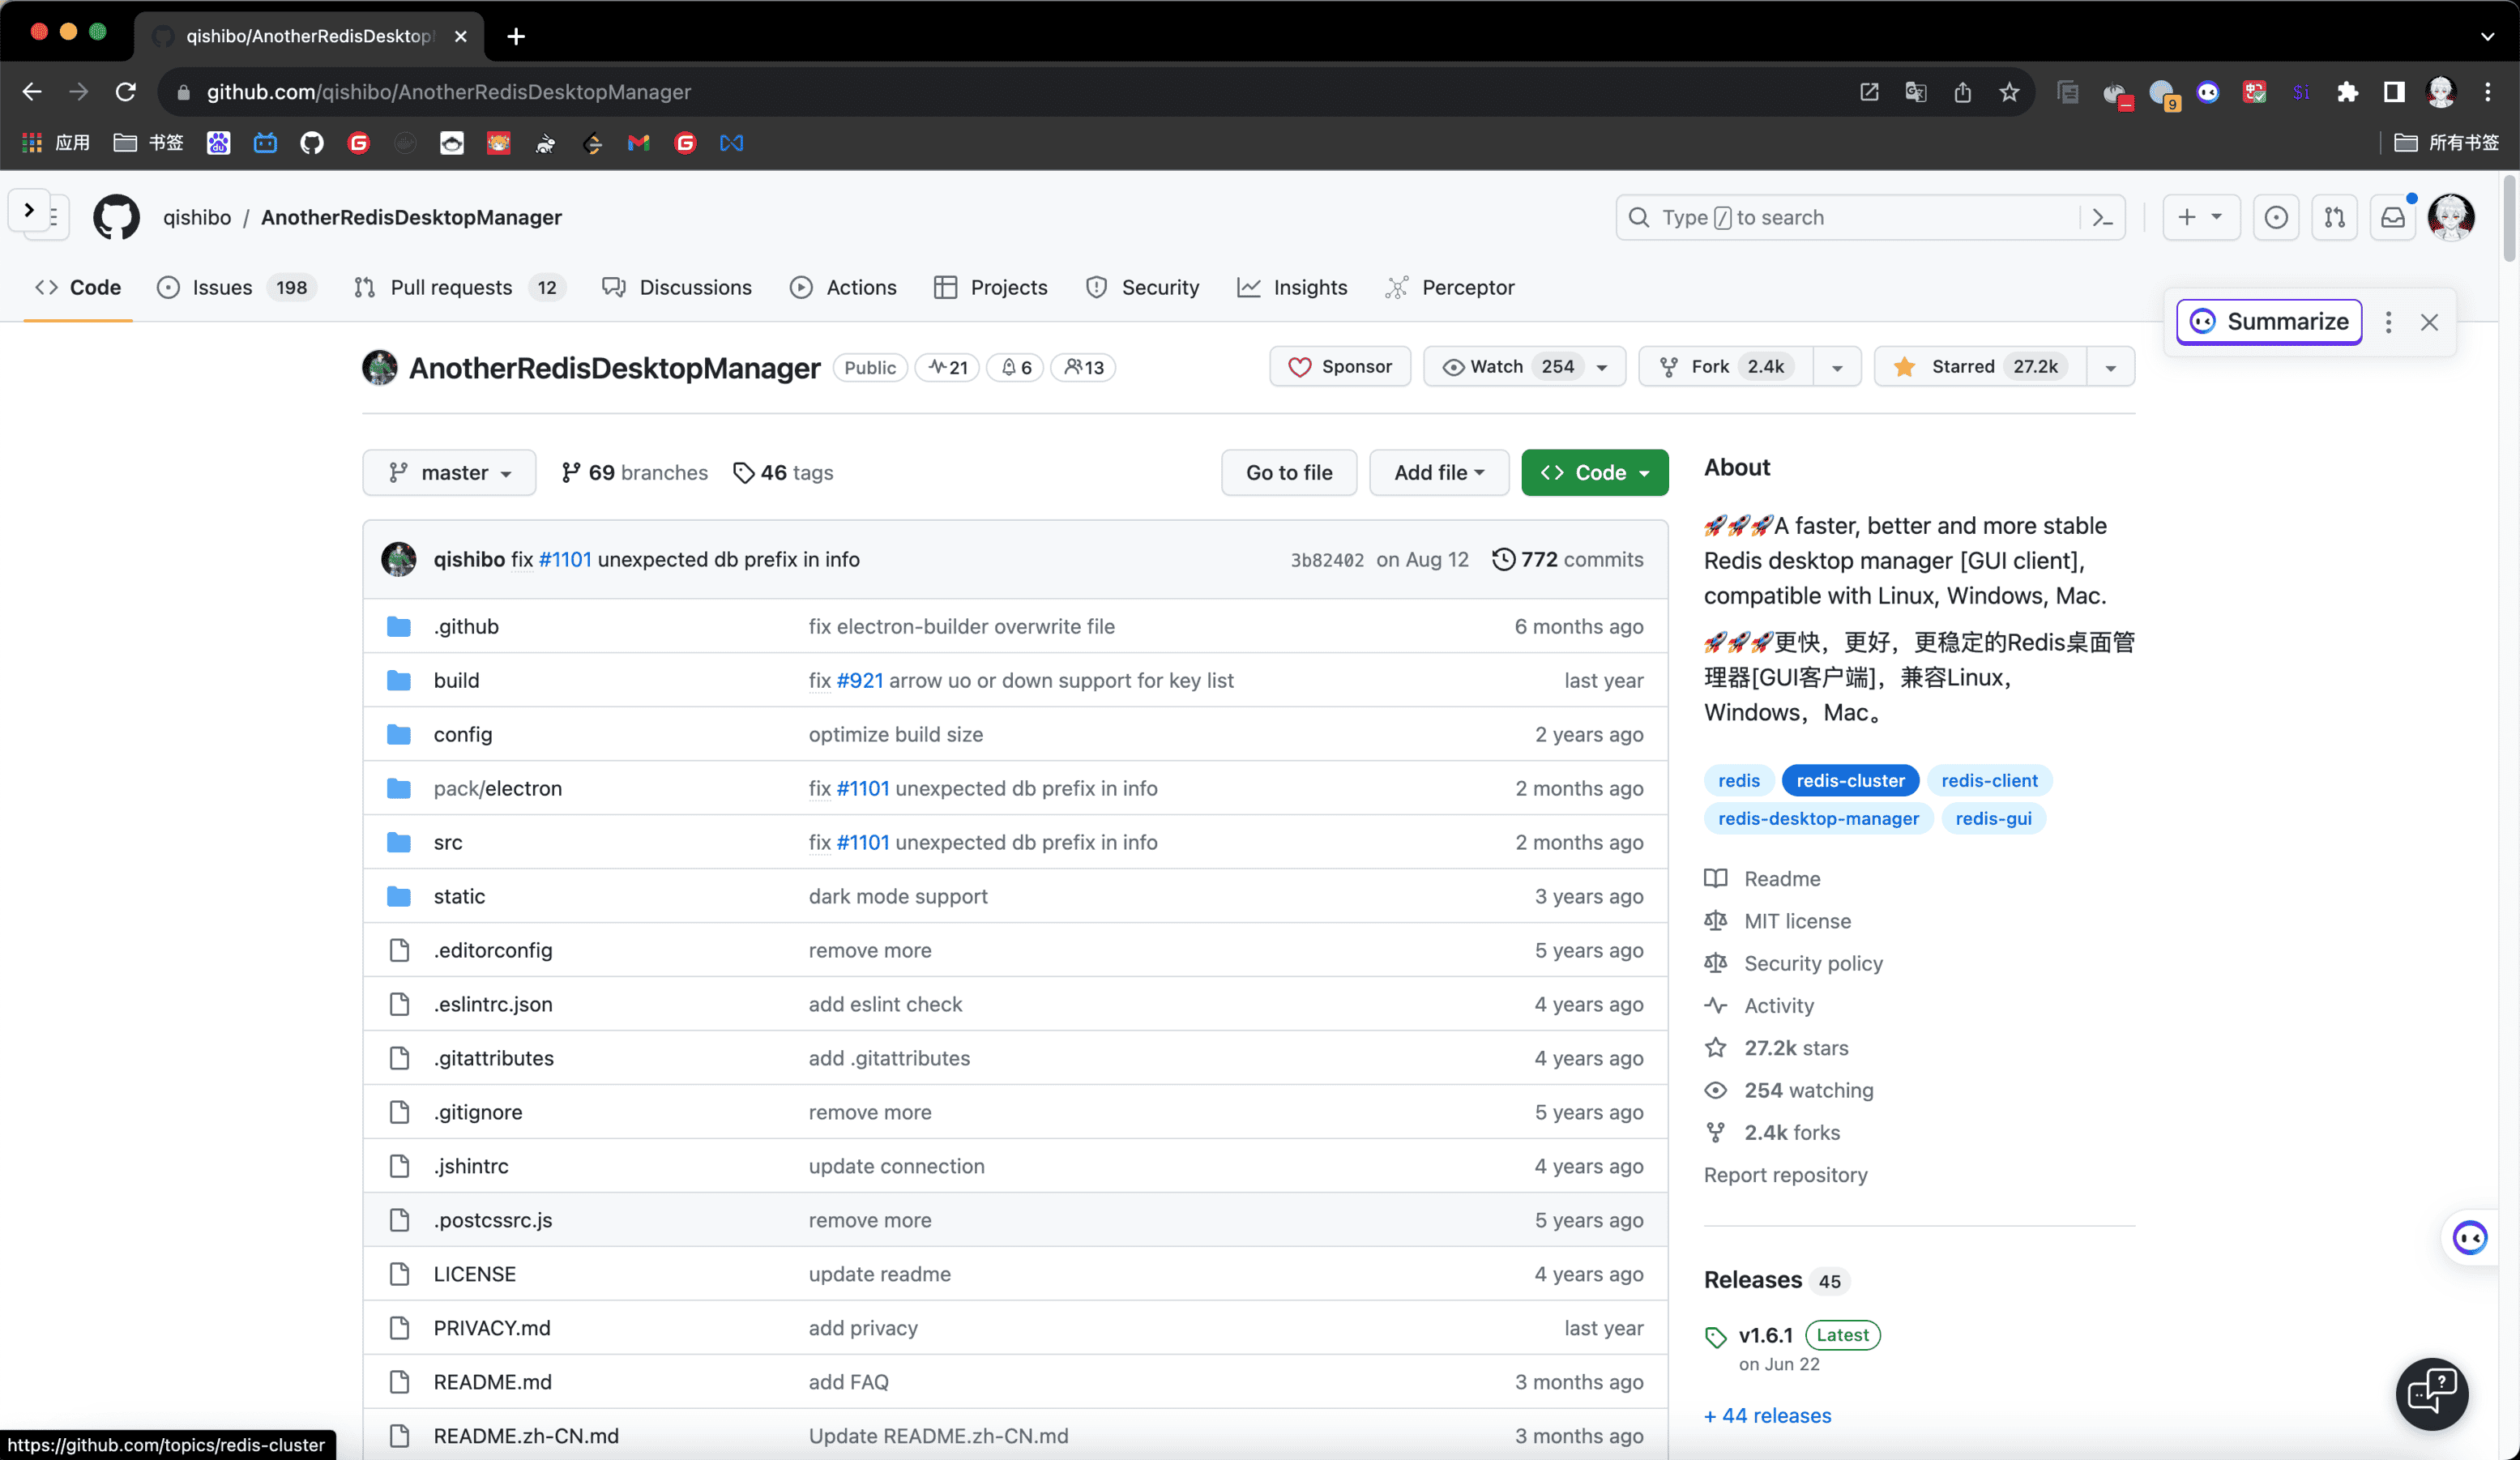 qishibo/AnotherRedisDesktop
github.com/qishibo/AnotherRedisDesktopManager
9
应用
书签
所有书签
qishibo / AnotherRedisDesktopManager
Type / to search
Code
Issues 198
Pull requests 12
Discussions
Actions
Projects
Security
Insights
Perceptor
Summarize
AnotherRedisDesktopManager
Public
21
6
13
Sponsor
Watch 254
Fork 2.4k
Starred 27.2k
master
69 branches
46 tags
Go to file
Add file
Code
qishibo fix #1101 unexpected db prefix in info 3b82402 on Aug 12 772 commits
.github fix electron-builder overwrite file 6 months ago
build fix #921 arrow uo or down support for key list last year
config optimize build size 2 years ago
pack/electron fix #1101 unexpected db prefix in info 2 months ago
src fix #1101 unexpected db prefix in info 2 months ago
static dark mode support 3 years ago
.editorconfig remove more 5 years ago
.eslintrc.json add eslint check 4 years ago
.gitattributes add .gitattributes 4 years ago
.gitignore remove more 5 years ago
.jshintrc update connection 4 years ago
.postcssrc.js remove more 5 years ago
LICENSE update readme 4 years ago
PRIVACY.md add privacy last year
README.md add FAQ 3 months ago
README.zh-CN.md Update README.zh-CN.md 3 months ago
About
🚀🚀🚀A faster, better and more stable
Redis desktop manager [GUI client],
compatible with Linux, Windows, Mac.
🚀🚀🚀更快，更好，更稳定的Redis桌面管
理器[GUI客户端]，兼容Linux，
Windows，Mac。
redis redis-cluster redis-client
redis-desktop-manager redis-gui
Readme
MIT license
Security policy
Activity
27.2k stars
254 watching
2.4k forks
Report repository
Releases 45
v1.6.1 Latest
on Jun 22
+ 44 releases
https://github.com/topics/redis-cluster